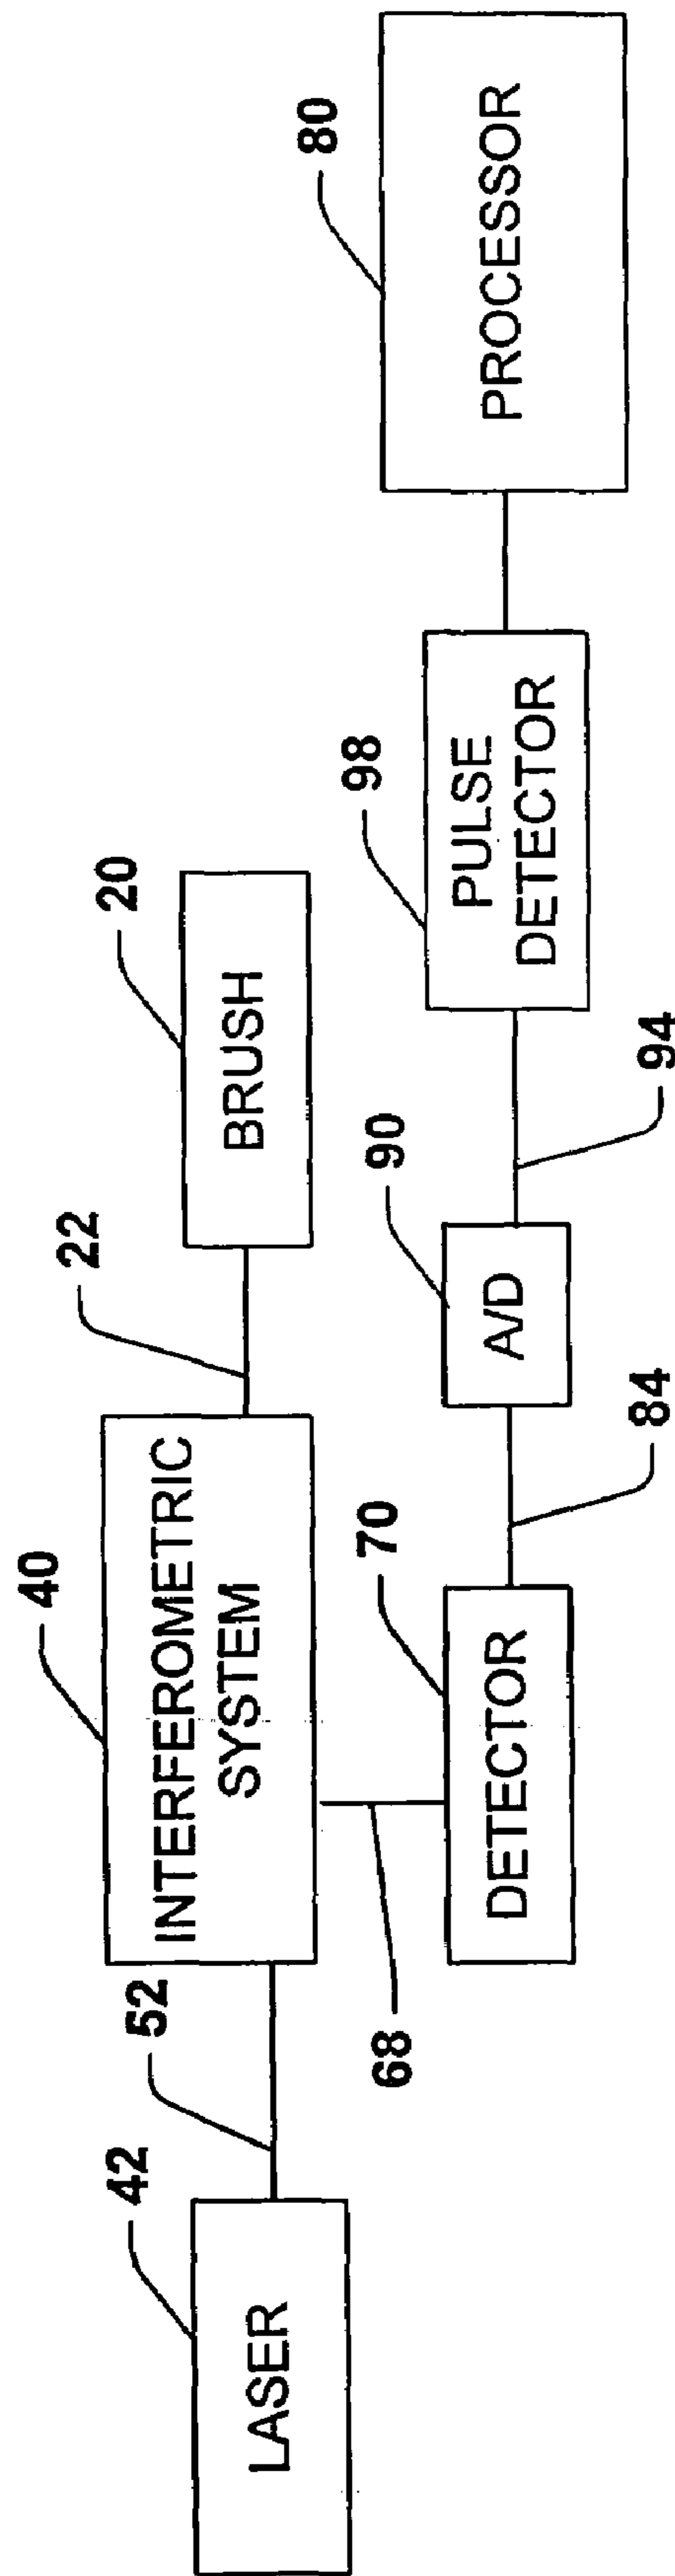 42
LASER
52
40
INTERFEROMETRIC
SYSTEM
22
20
BRUSH
68
70
DETECTOR
84
90
A/D
94
98
PULSE
DETECTOR
80
PROCESSOR